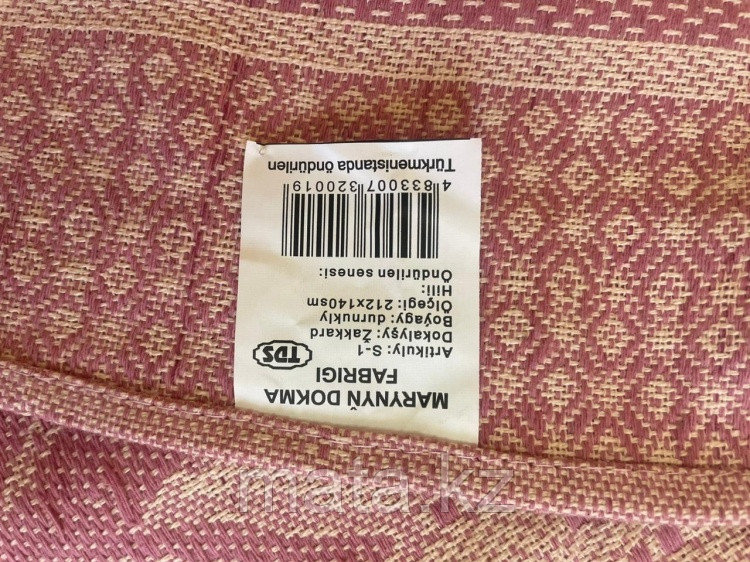 MARYNYŇ DOKMA
FABRIGI
TDS
Artikuly: S-1
Dokalyşy: Žakkard
Boýagy: durnukly
Ölçegi: 212x140sm
Hili:
Öndürilen senesi:
4 833007 320019
Türkmenistanda öndürilen
mata.kz